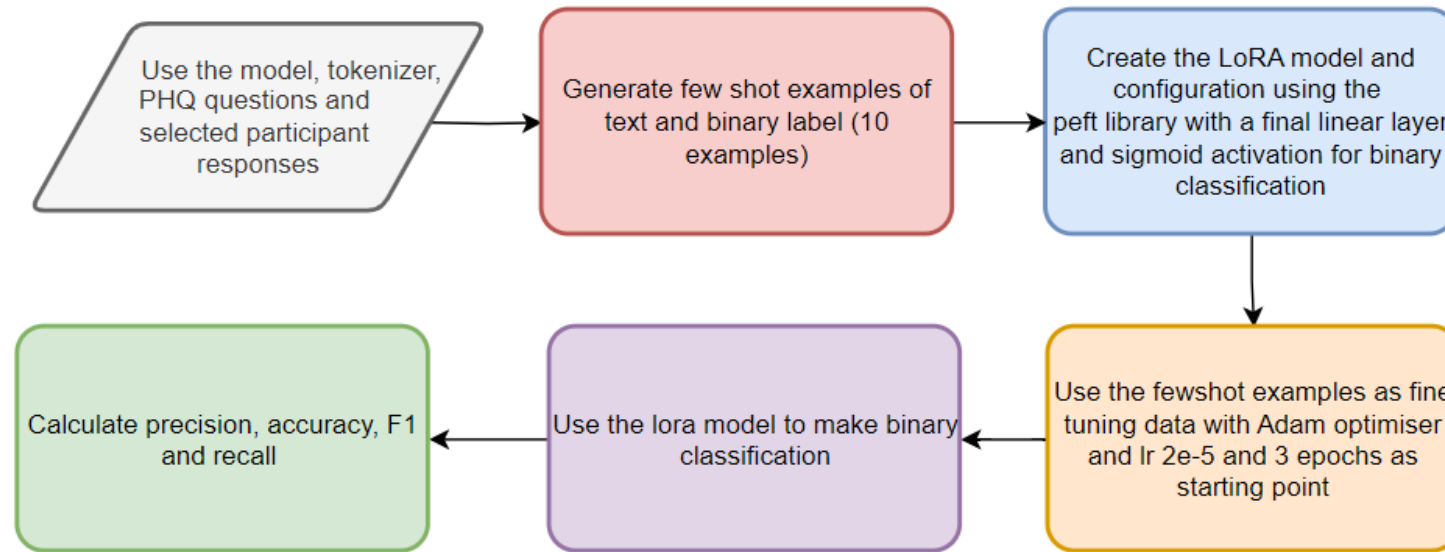 Use the model, tokenizer,
PHQ questions and
selected participant
responses
Generate few shot examples of
text and binary label (10
examples)
Create the LoRA model and
configuration using the
peft library with a final linear layer
and sigmoid activation for binary
classification
Use the fewshot examples as fine
tuning data with Adam optimiser
and lr 2e-5 and 3 epochs as
starting point
Use the lora model to make binary
classification
Calculate precision, accuracy, F1
and recall